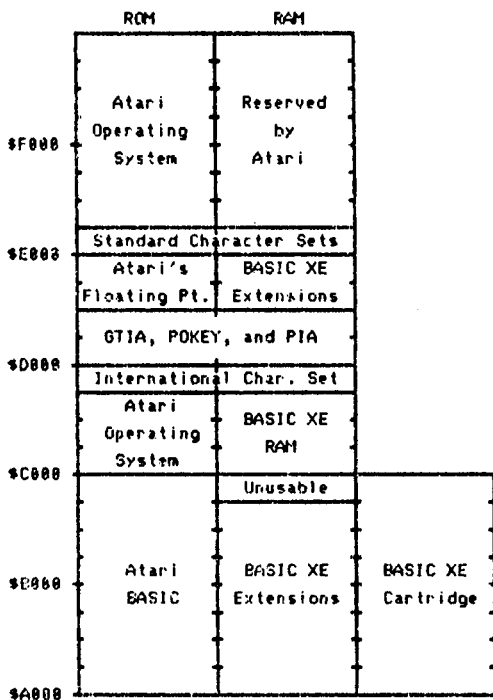 ROM RAM
Atari Operating System
Reserved by Atari
$F000
Standard Character Sets
$E000
Atari's Floating Pt.
BASIC XE Extensions
GTIA, POKEY, and PIA
$D000
International Char. Set
Atari Operating System
BASIC XE RAM
$C000
Unusable
$B000
Atari BASIC
BASIC XE Extensions
BASIC XE Cartridge
$A000